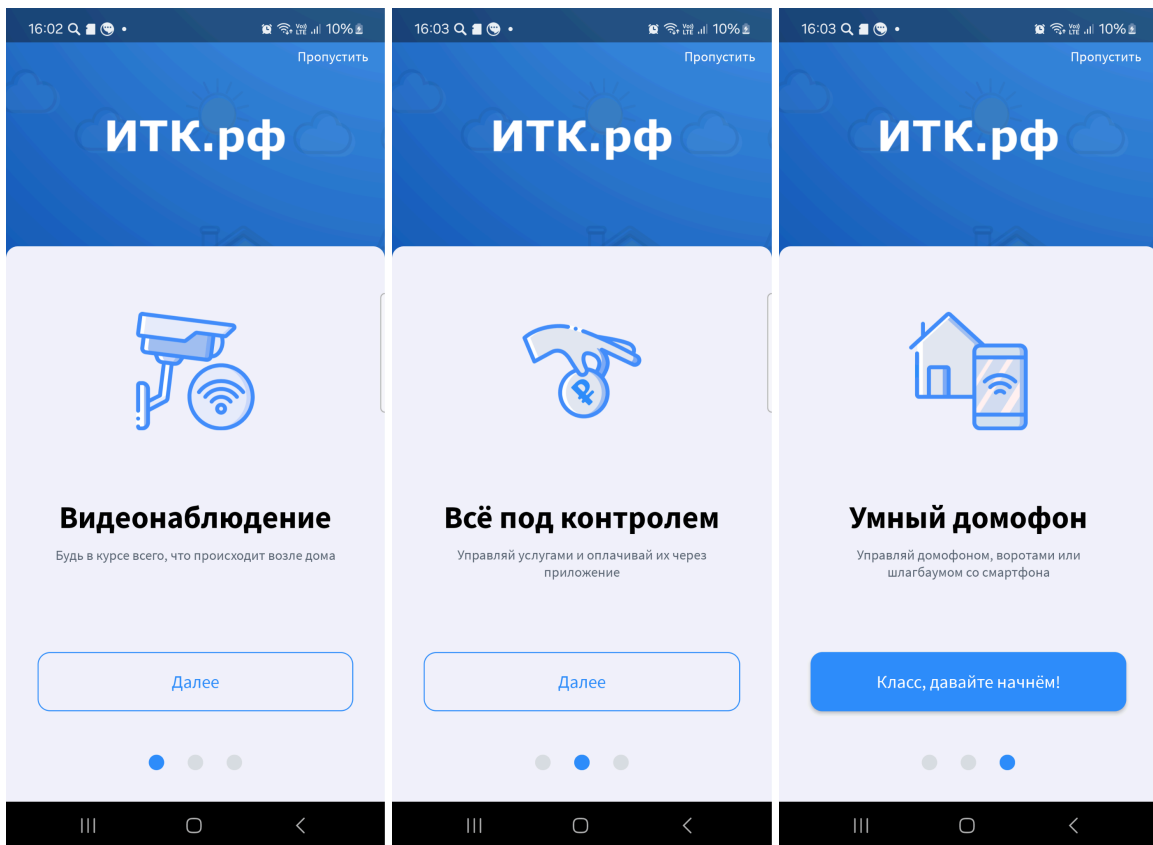 16:02
10%
Пропустить
ИТК.рф
Видеонаблюдение
Будь в курсе всего, что происходит возле дома
Далее
16:03
10%
Пропустить
ИТК.рф
Всё под контролем
Управляй услугами и оплачивай их через
приложение
Далее
16:03
10%
Пропустить
ИТК.рф
Умный домофон
Управляй домофоном, воротами или
шлагбаумом со смартфона
Класс, давайте начнём!